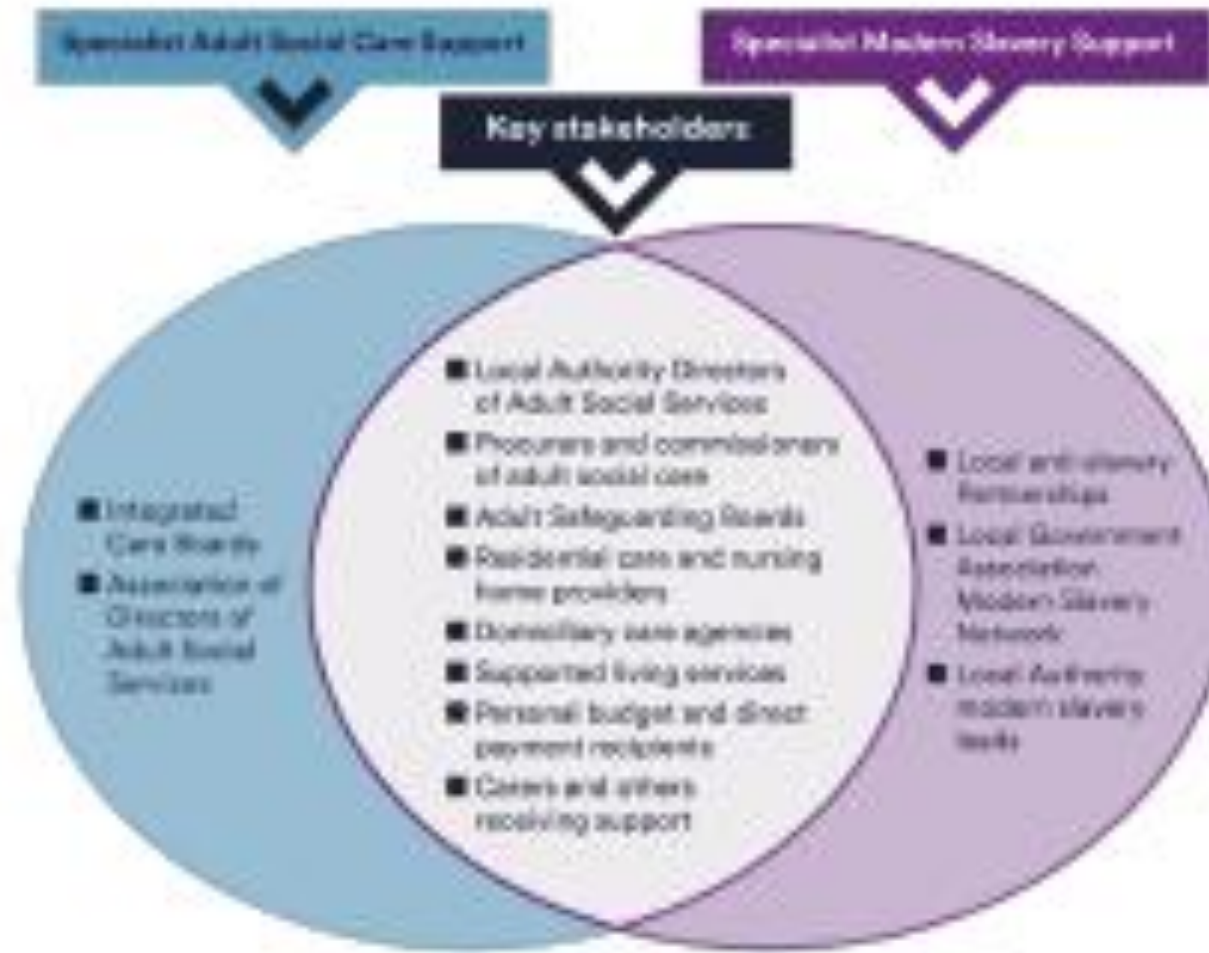 Specialist Adult Social Care Support
Specialist Modern Slavery Support
Key stakeholders
■ Integrated
Care Boards
■ Association of
Directors of
Adult Social
Services
■ Local Authority Directors
of Adult Social Services
■ Procurers and commissioners
of adult social care
■ Adult Safeguarding Boards
■ Residential care and nursing
home providers
■ Domiciliary care agencies
■ Supported living services
■ Personal budget and direct
payment recipients
■ Carers and others
receiving support
■ Local anti-slavery
Partnerships
■ Local Government
Association
Modern Slavery
Network
■ Local Authority
modern slavery
leads